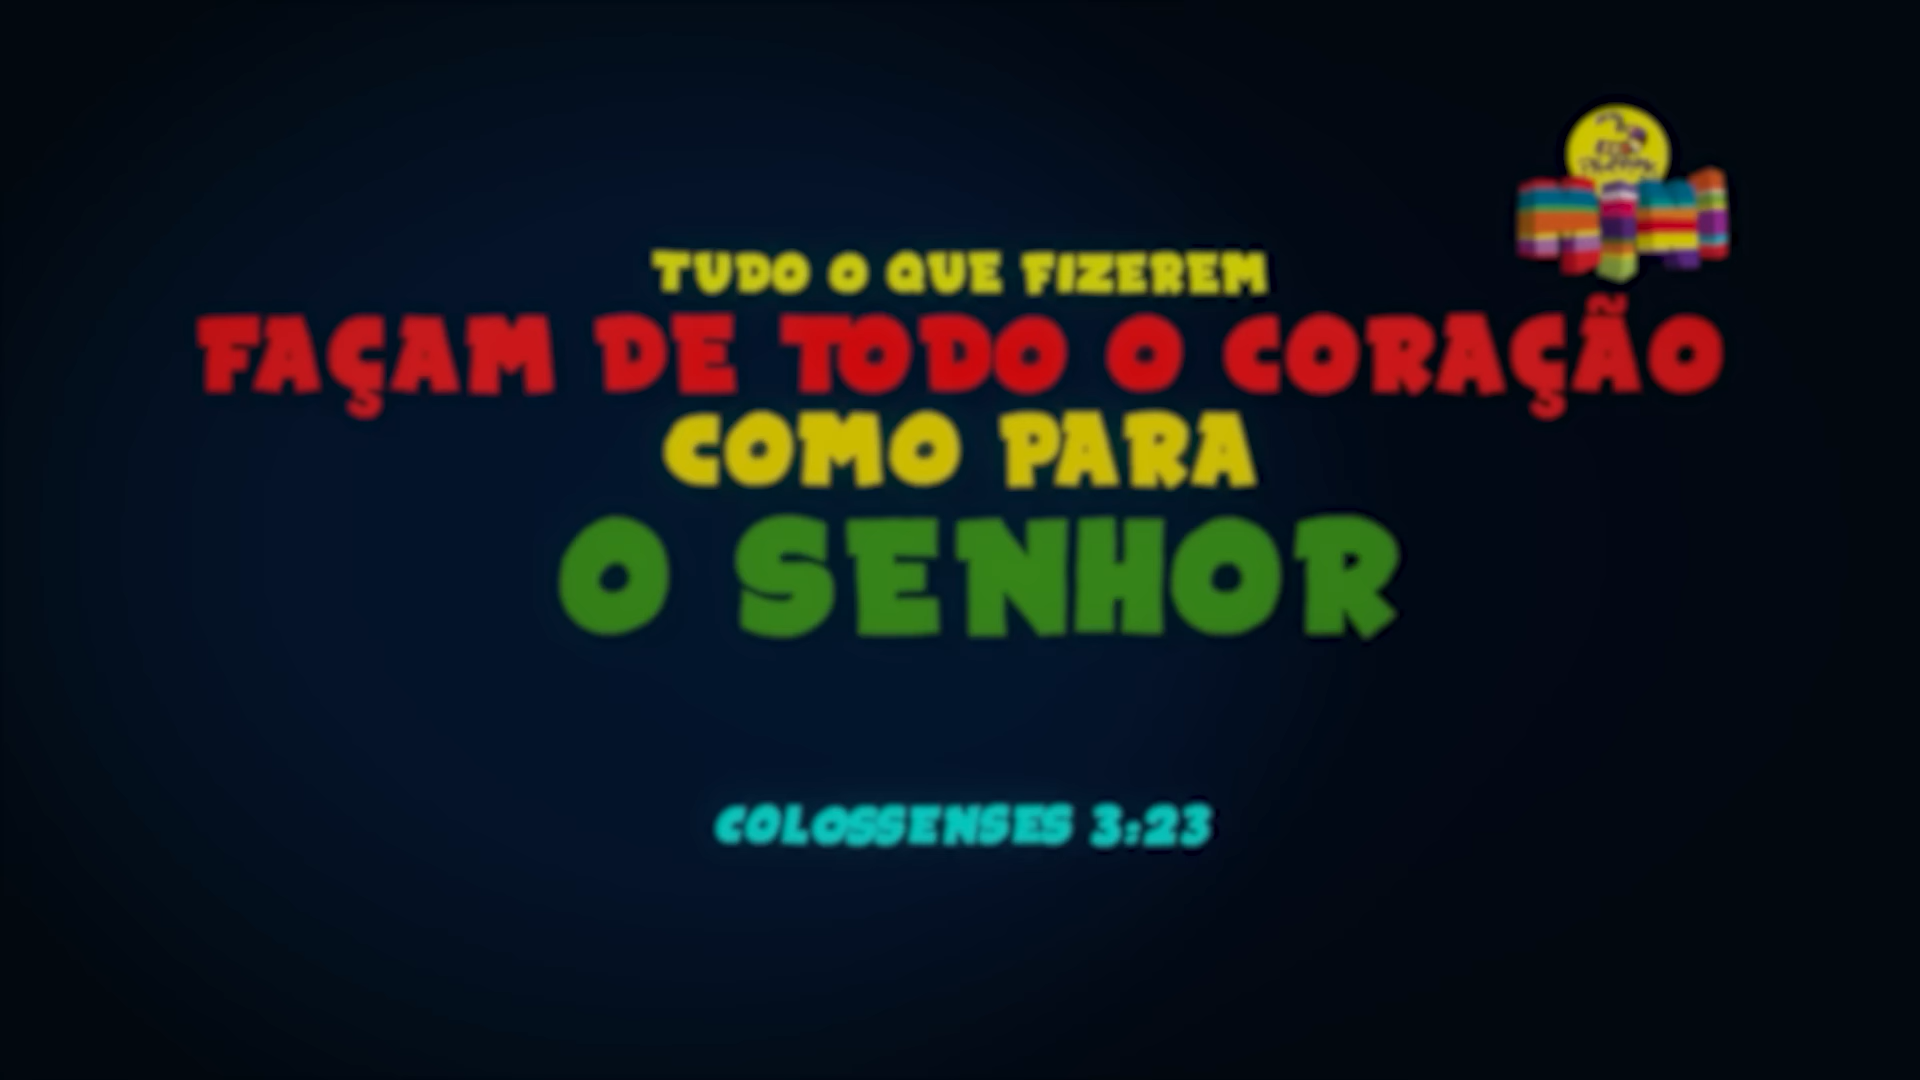 TUDO O QUE FIZEREM
FAÇAM DE TODO O CORAÇÃO
COMO PARA
O SENHOR
COLOSSENSES 3:23